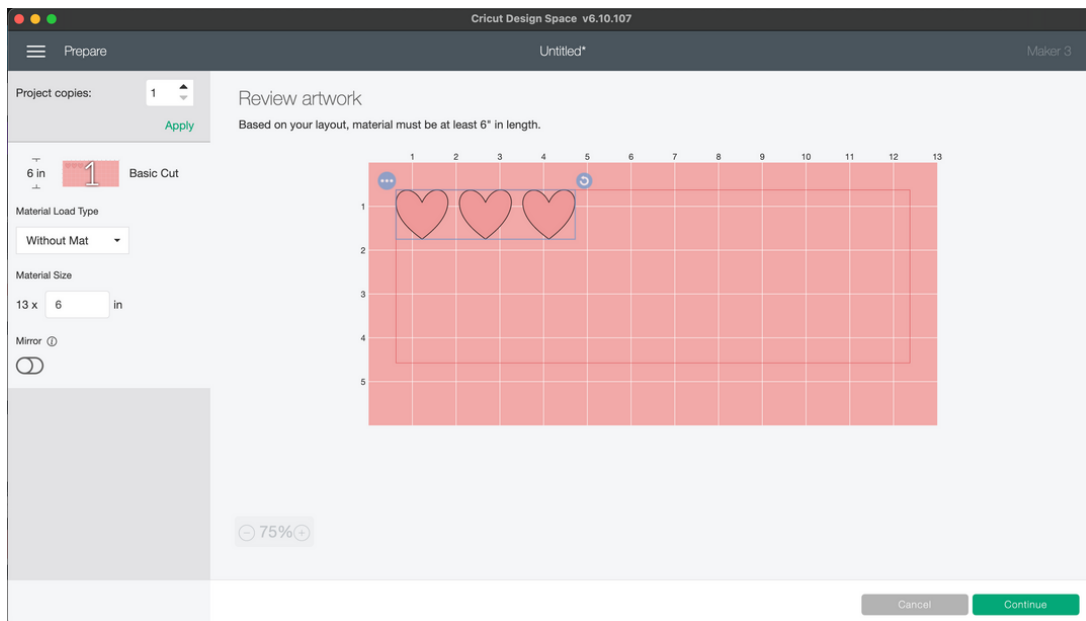 Cricut Design Space v6.10.107
Prepare
Untitled*
Maker 3
Project copies:
1
Apply
6 in
1
Basic Cut
Material Load Type
Without Mat
Material Size
13 x 6 in
Mirror
Review artwork
Based on your layout, material must be at least 6" in length.
1 2 3 4 5 6 7 8 9 10 11 12 13
1
2
3
4
5
75%
Cancel
Continue